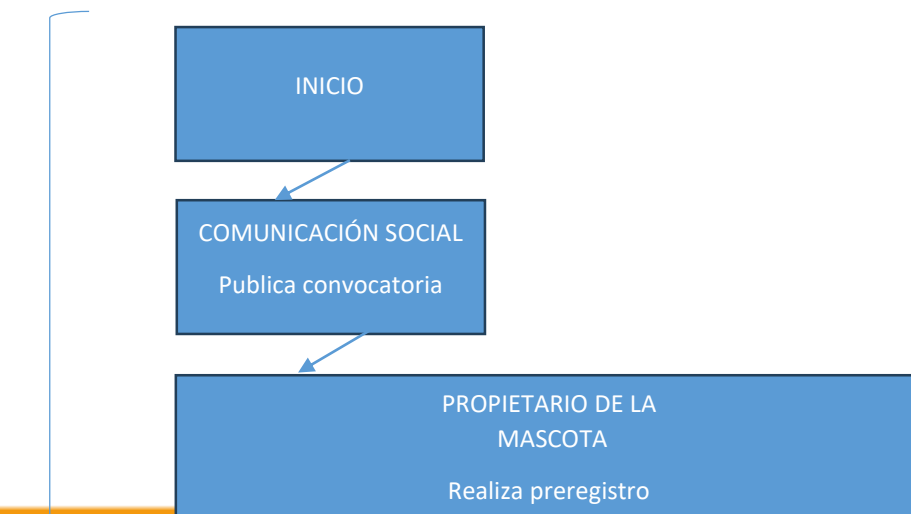 INICIO
COMUNICACIÓN SOCIAL
Publica convocatoria
PROPIETARIO DE LA
MASCOTA
Realiza preregistro